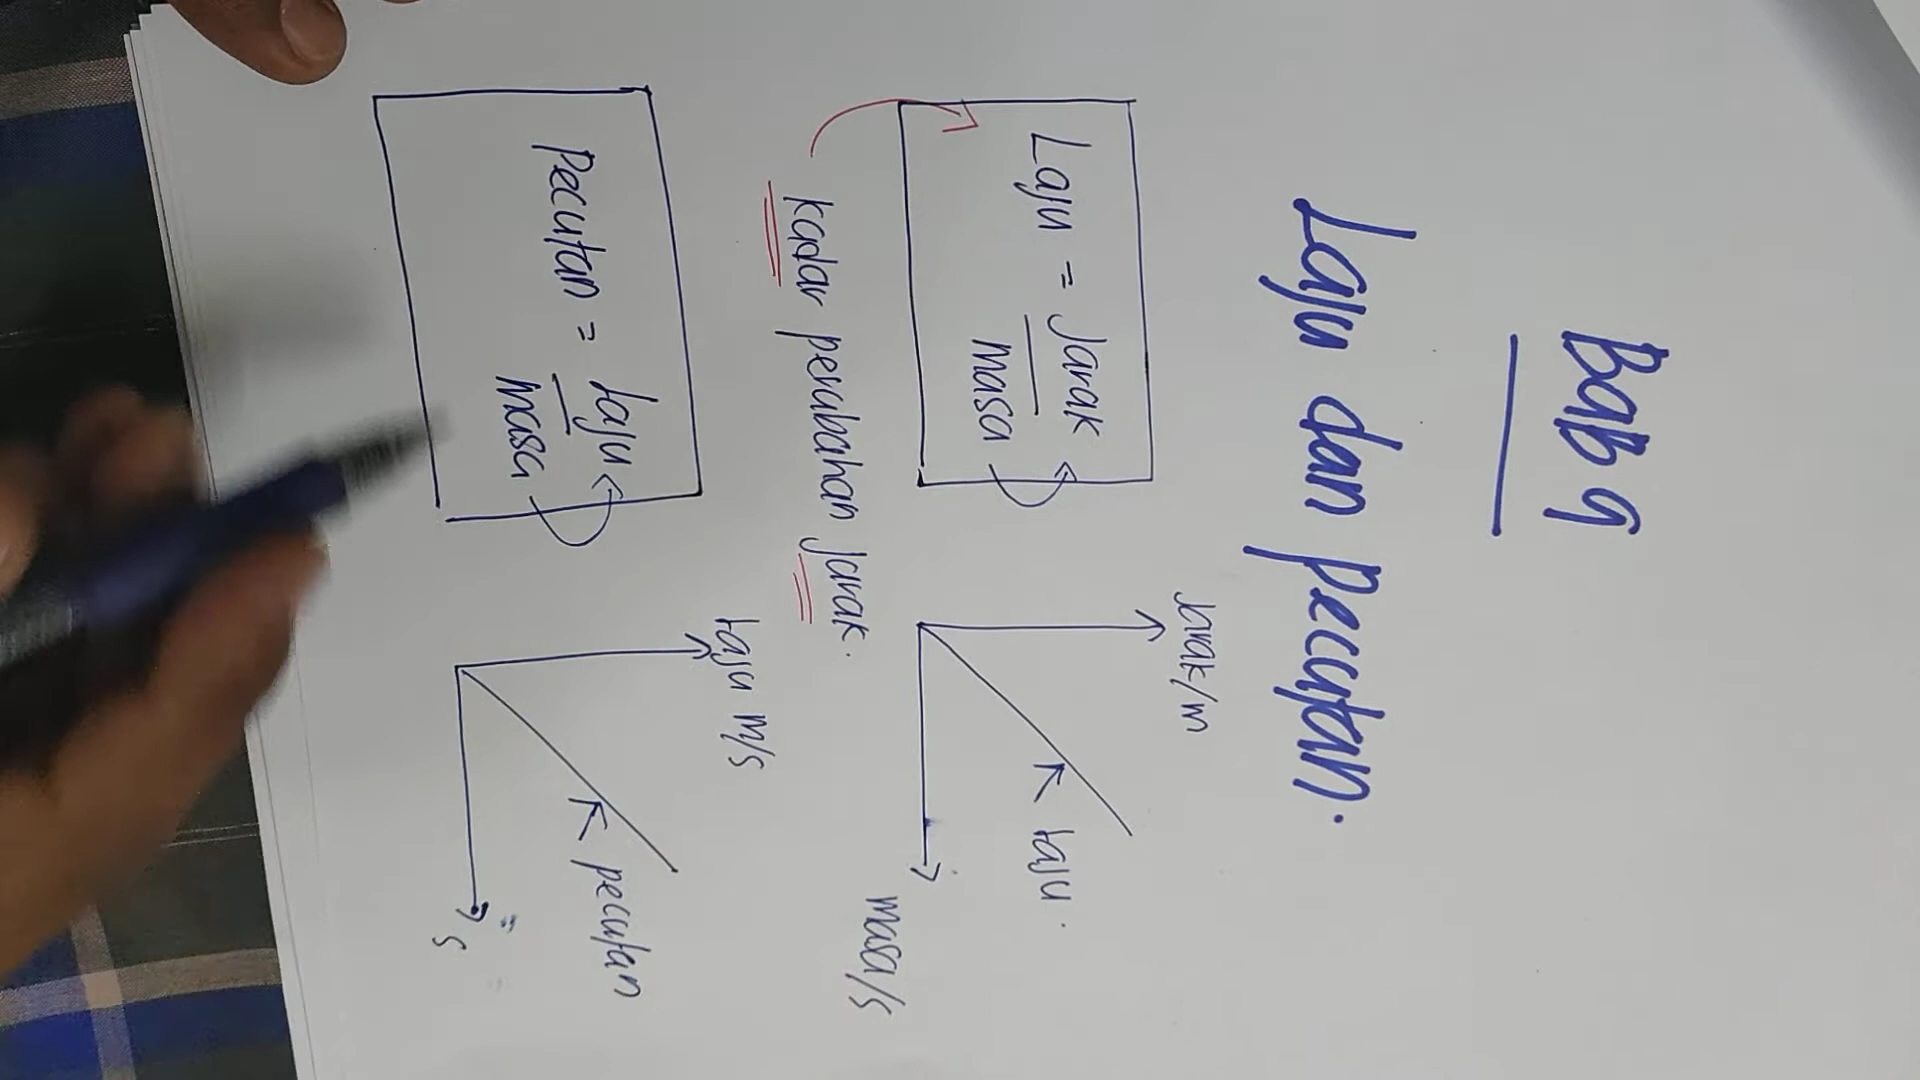 Bab 9
Laju dan Pecutan.
Laju = Jarak
masa
Jarak/m
laju.
masa/s
kadar perubahan jarak.
Pecutan = laju
masa
laju m/s
pecutan
s